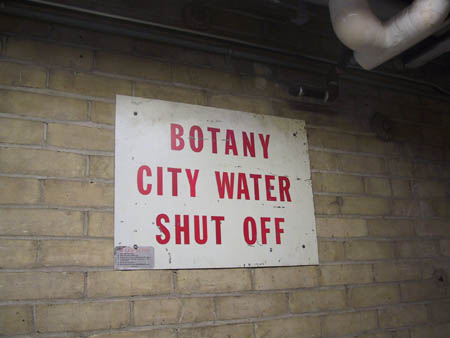 BOTANY
CITY WATER
SHUT OFF